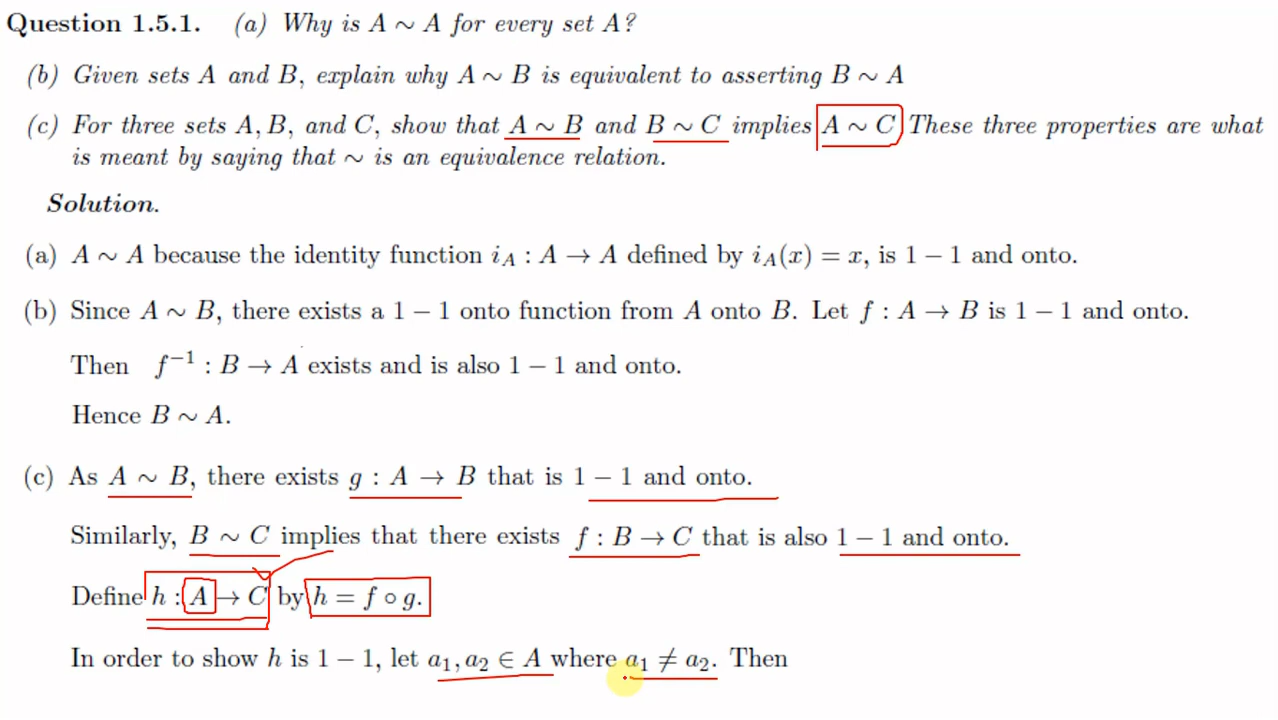 Question 1.5.1. (a) Why is A ∼ A for every set A?
(b) Given sets A and B, explain why A ∼ B is equivalent to asserting B ∼ A
(c) For three sets A, B, and C, show that A ∼ B and B ∼ C implies A ∼ C These three properties are what
is meant by saying that ∼ is an equivalence relation.
Solution.
(a) A ∼ A because the identity function i_A : A → A defined by i_A(x) = x, is 1 − 1 and onto.
(b) Since A ∼ B, there exists a 1 − 1 onto function from A onto B. Let f : A → B is 1 − 1 and onto.
Then f⁻¹ : B → A exists and is also 1 − 1 and onto.
Hence B ∼ A.
(c) As A ∼ B, there exists g : A → B that is 1 − 1 and onto.
Similarly, B ∼ C implies that there exists f : B → C that is also 1 − 1 and onto.
Define h : A → C by h = f ∘ g.
In order to show h is 1 − 1, let a₁, a₂ ∈ A where a₁ ≠ a₂. Then